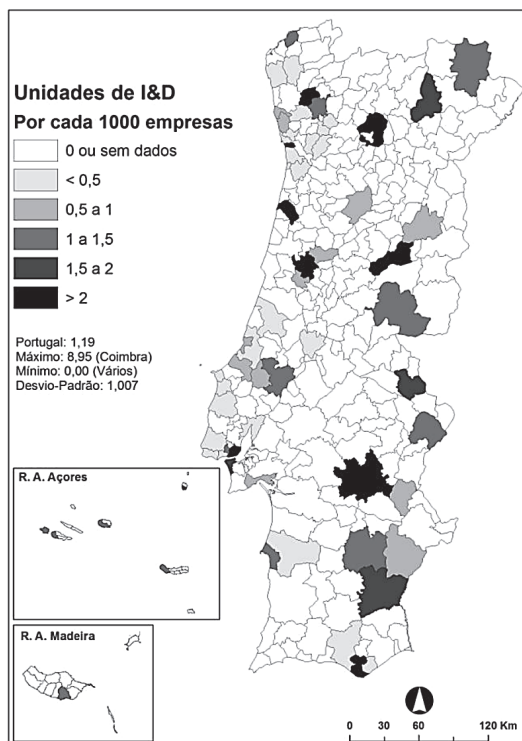 Unidades de I&D
Por cada 1000 empresas
0 ou sem dados
< 0,5
0,5 a 1
1 a 1,5
1,5 a 2
> 2
Portugal: 1,19
Máximo: 8,95 (Coimbra)
Mínimo: 0,00 (Vários)
Desvio-Padrão: 1,007
R. A. Açores
R. A. Madeira
0 30 60 120 Km